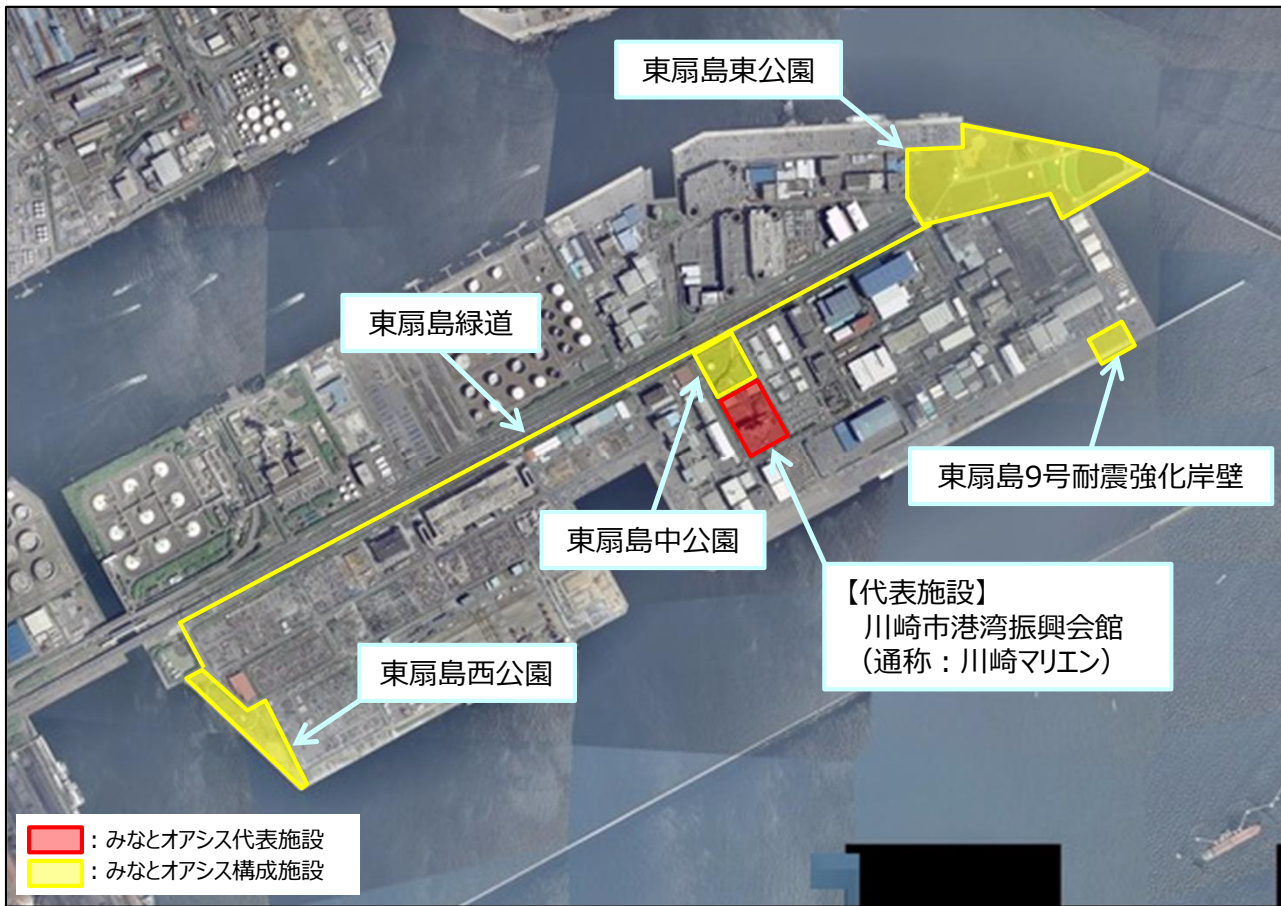 東扇島東公園
東扇島緑道
東扇島9号耐震強化岸壁
東扇島中公園
【代表施設】
川崎市港湾振興会館
（通称：川崎マリエン）
東扇島西公園
：みなとオアシス代表施設
：みなとオアシス構成施設